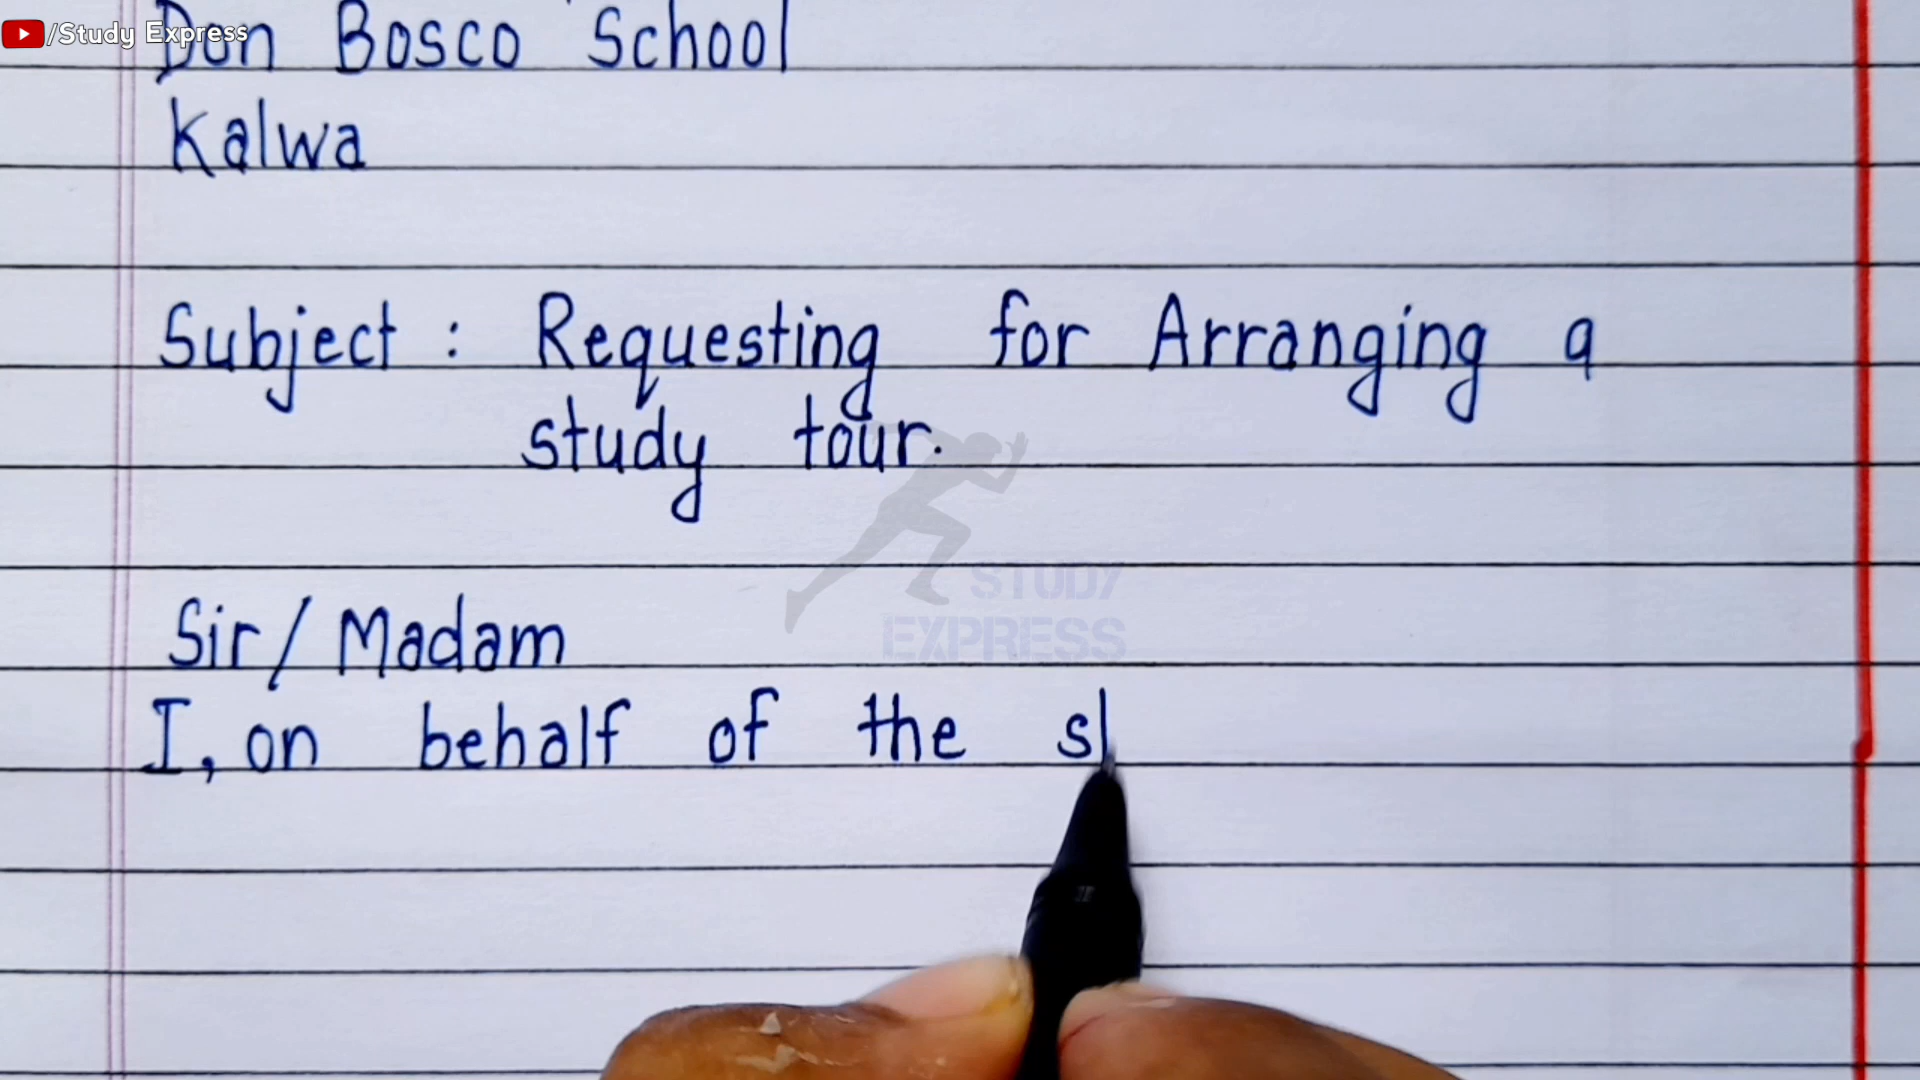 /Study Express
Don Bosco School
Kalwa
Subject : Requesting for Arranging a
study tour.
STUDY
EXPRESS
Sir/Madam
I, on behalf of the